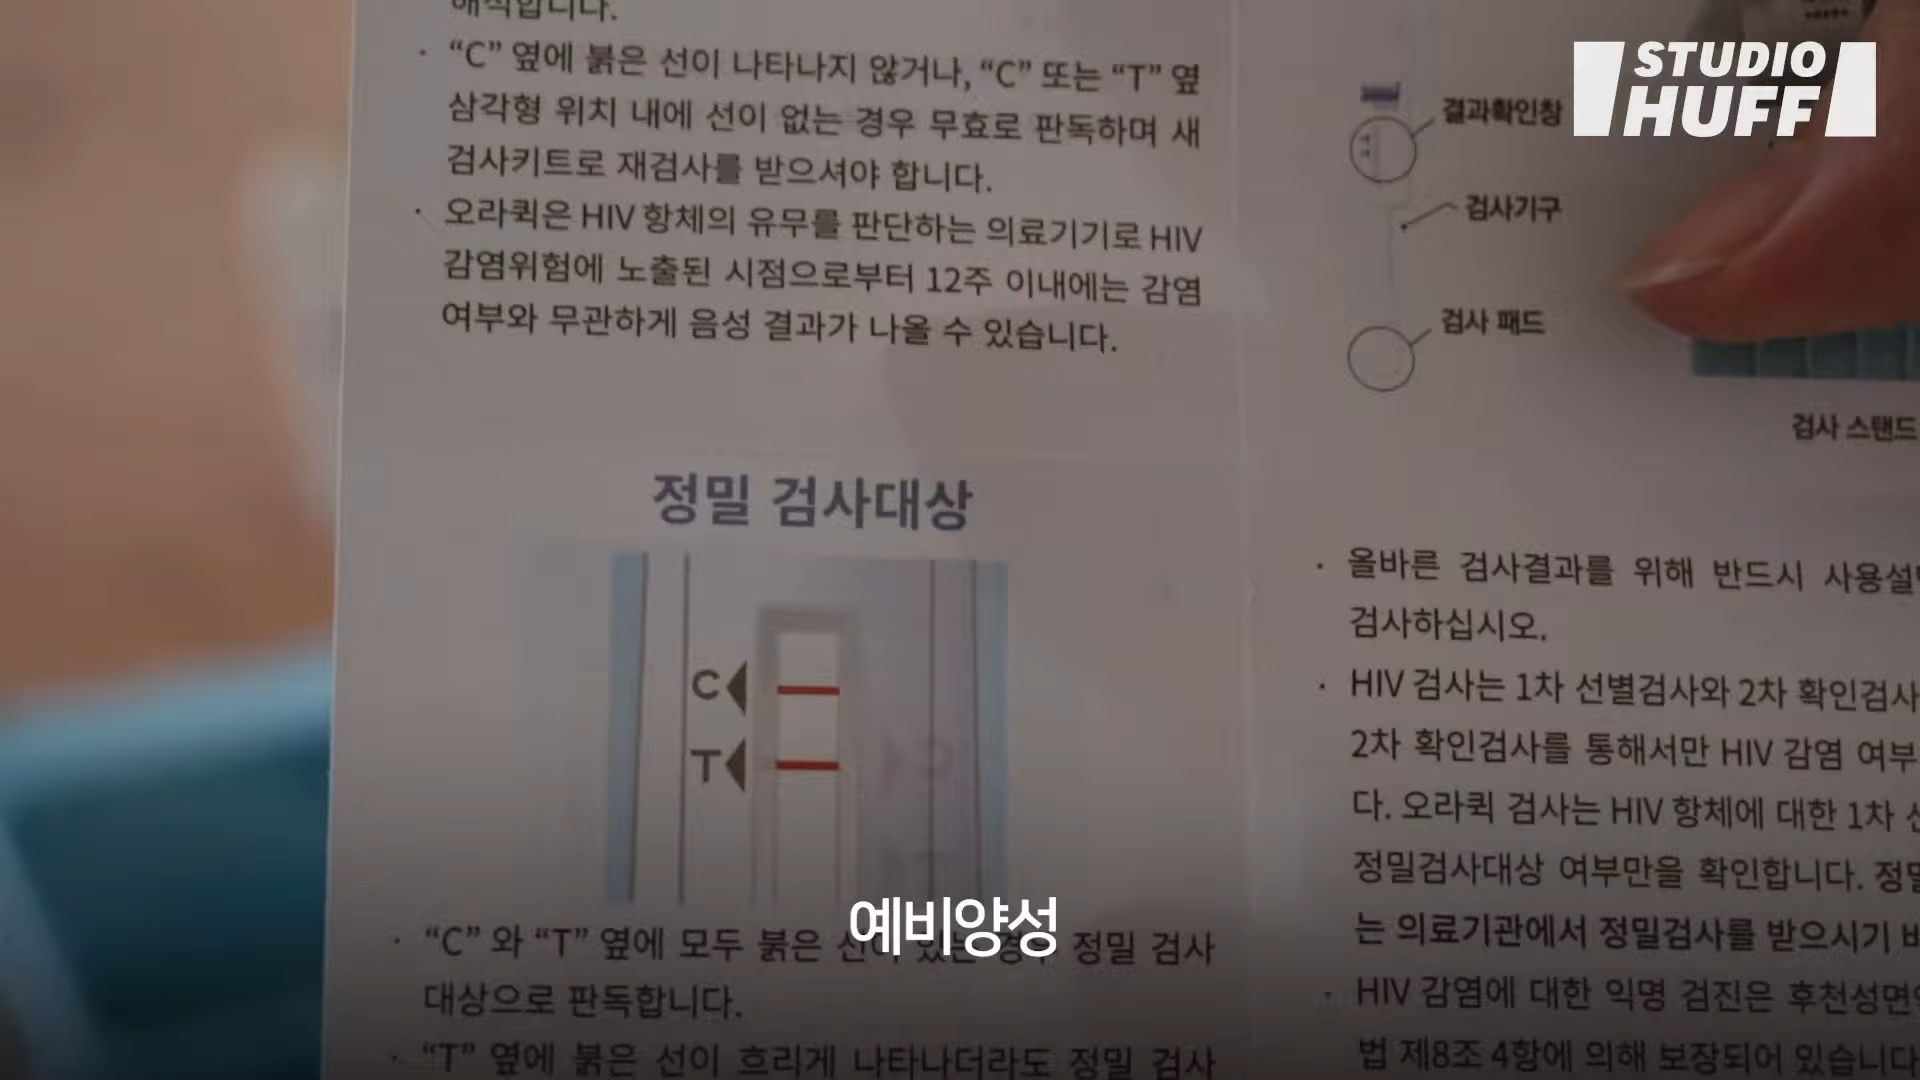 해석합니다.
· “C” 옆에 붉은 선이 나타나지 않거나, “C” 또는 “T” 옆
삼각형 위치 내에 선이 없는 경우 무효로 판독하며 새
검사키트로 재검사를 받으셔야 합니다.
· 오라퀵은 HIV 항체의 유무를 판단하는 의료기기로 HIV
감염위험에 노출된 시점으로부터 12주 이내에는 감염
여부와 무관하게 음성 결과가 나올 수 있습니다.
정밀 검사대상
C
T
· “C” 와 “T” 옆에 모두 붉은 선이 있는 경우 정밀 검사
대상으로 판독합니다.
· “T” 옆에 붉은 선이 흐리게 나타나더라도 정밀 검사
STUDIO
HUFF
결과확인창
검사기구
검사 패드
검사 스탠드
· 올바른 검사결과를 위해 반드시
검사하십시오.
· HIV 검사는 1차 선별검사와 2차 확인검사
2차 확인검사를 통해서만 HIV 감염 여부
다. 오라퀵 검사는 HIV 항체에 대한 1차
정밀검사대상 여부만을 확인합니다.
는 의료기관에서 정밀검사를 받으시기
· HIV 감염에 대한 익명 검진은
법 제8조 4항에 의해 보장되어 있습니다
예비양성